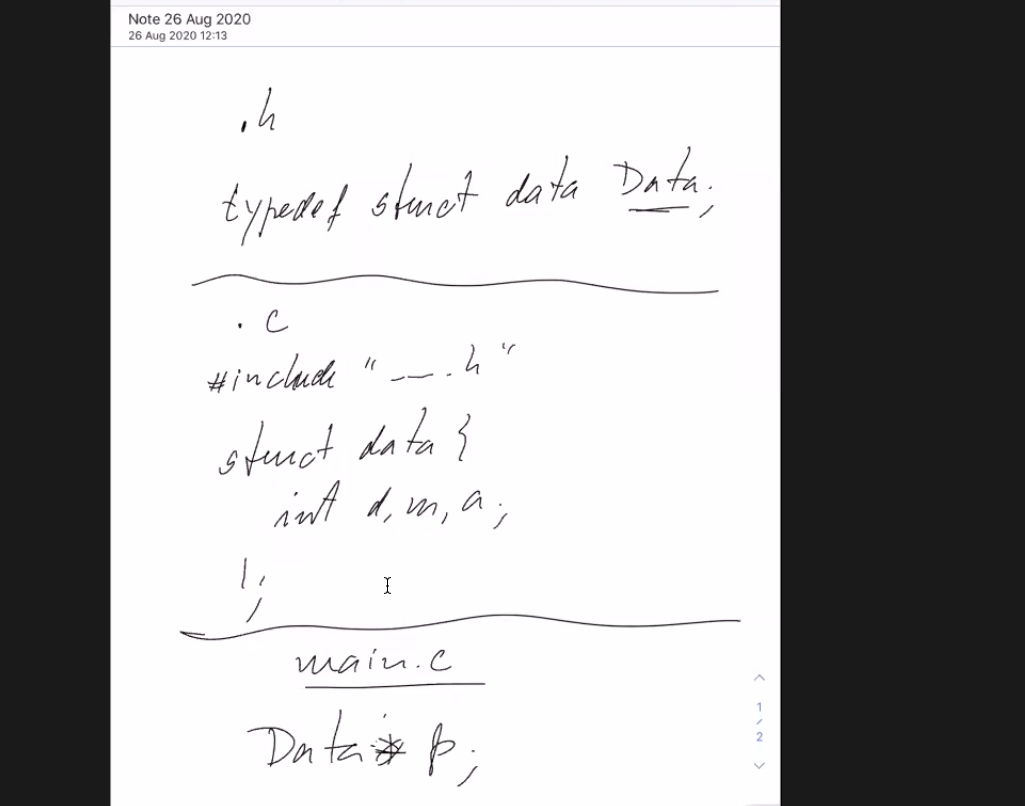 Note 26 Aug 2020
26 Aug 2020 12:13
.h
typedef struct data Data;
.c
#include "__.h"
struct data {
int d, m, a;
};
main.c
Data * p;
1
/
2